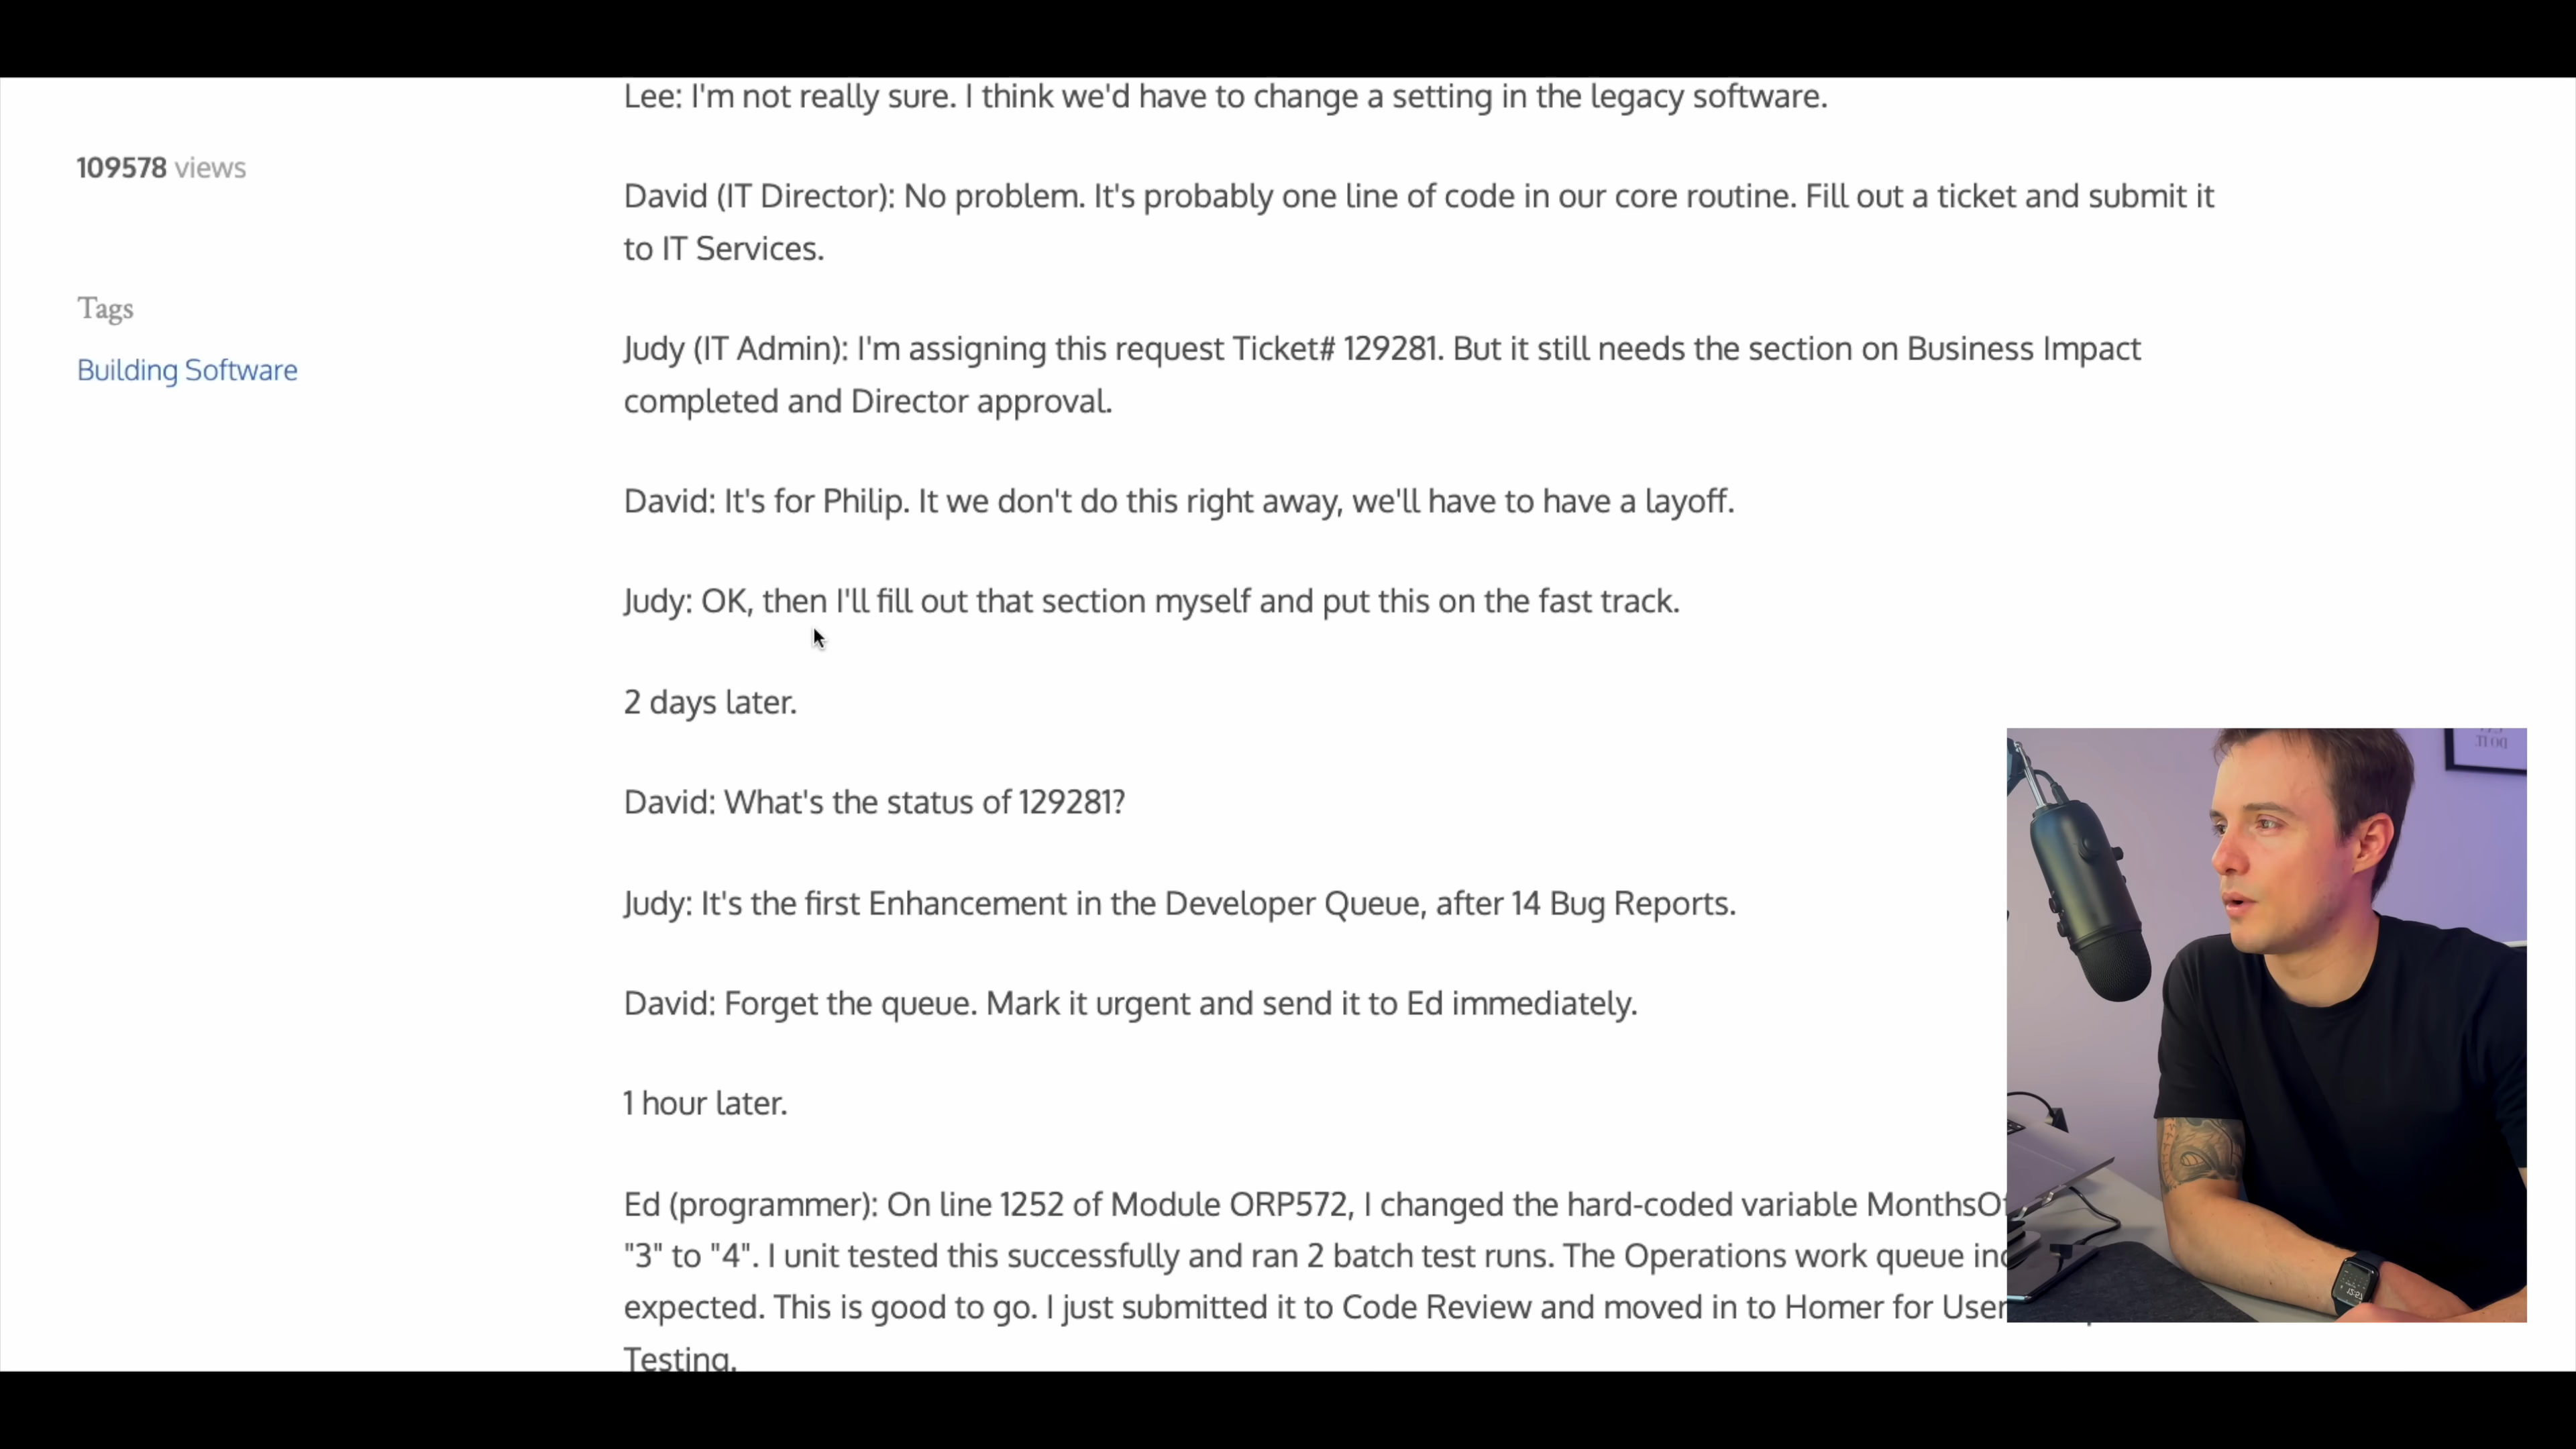 Lee: I'm not really sure. I think we'd have to change a setting in the legacy software.
109578 views
David (IT Director): No problem. It's probably one line of code in our core routine. Fill out a ticket and submit it
to IT Services.
Tags
Building Software
Judy (IT Admin): I'm assigning this request Ticket# 129281. But it still needs the section on Business Impact
completed and Director approval.
David: It's for Philip. It we don't do this right away, we'll have to have a layoff.
Judy: OK, then I'll fill out that section myself and put this on the fast track.
2 days later.
David: What's the status of 129281?
Judy: It's the first Enhancement in the Developer Queue, after 14 Bug Reports.
David: Forget the queue. Mark it urgent and send it to Ed immediately.
1 hour later.
Ed (programmer): On line 1252 of Module ORP572, I changed the hard-coded variable
"3" to "4". I unit tested this successfully and ran 2 batch test runs. The Operations work queue
expected. This is good to go. I just submitted it to Code Review and moved in to Homer for User
Testing.